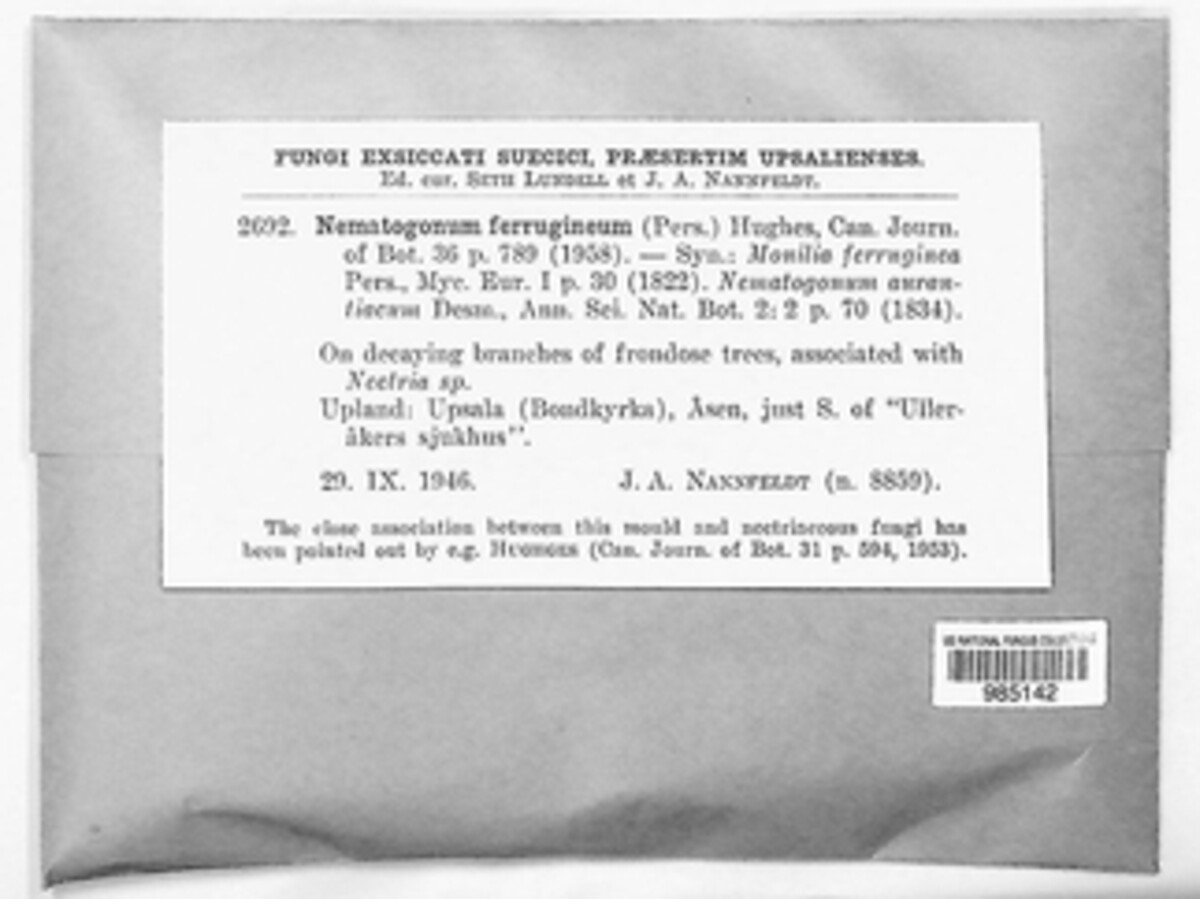 FUNGI EXSICCATI SUECICI, PRÆSERTIM UPSALIENSES.
Ed. cur. SETH LUNDELL et J. A. NANNFELDT.
2692. Nematogonum ferrugineum (Pers.) Hughes, Can. Journ.
of Bot. 36 p. 789 (1958). — Syn.: Monilia ferruginea
Pers., Myc. Eur. I p. 30 (1822). Nematogonum auran-
tiacum Desm., Ann. Sci. Nat. Bot. 2: 2 p. 70 (1834).
On decaying branches of frondose trees, associated with
Nectria sp.
Upland: Upsala (Bondkyrka), Åsen, just S. of "Uller-
åkers sjukhus".
29. IX. 1946. J. A. NANNFELDT (n. 8859).
The close association between this mould and nectriaceous fungi has
been pointed out by e.g. HUGHES (Can. Journ. of Bot. 31 p. 594, 1953).
US NATIONAL FUNGUS COLLECTIONS
985142